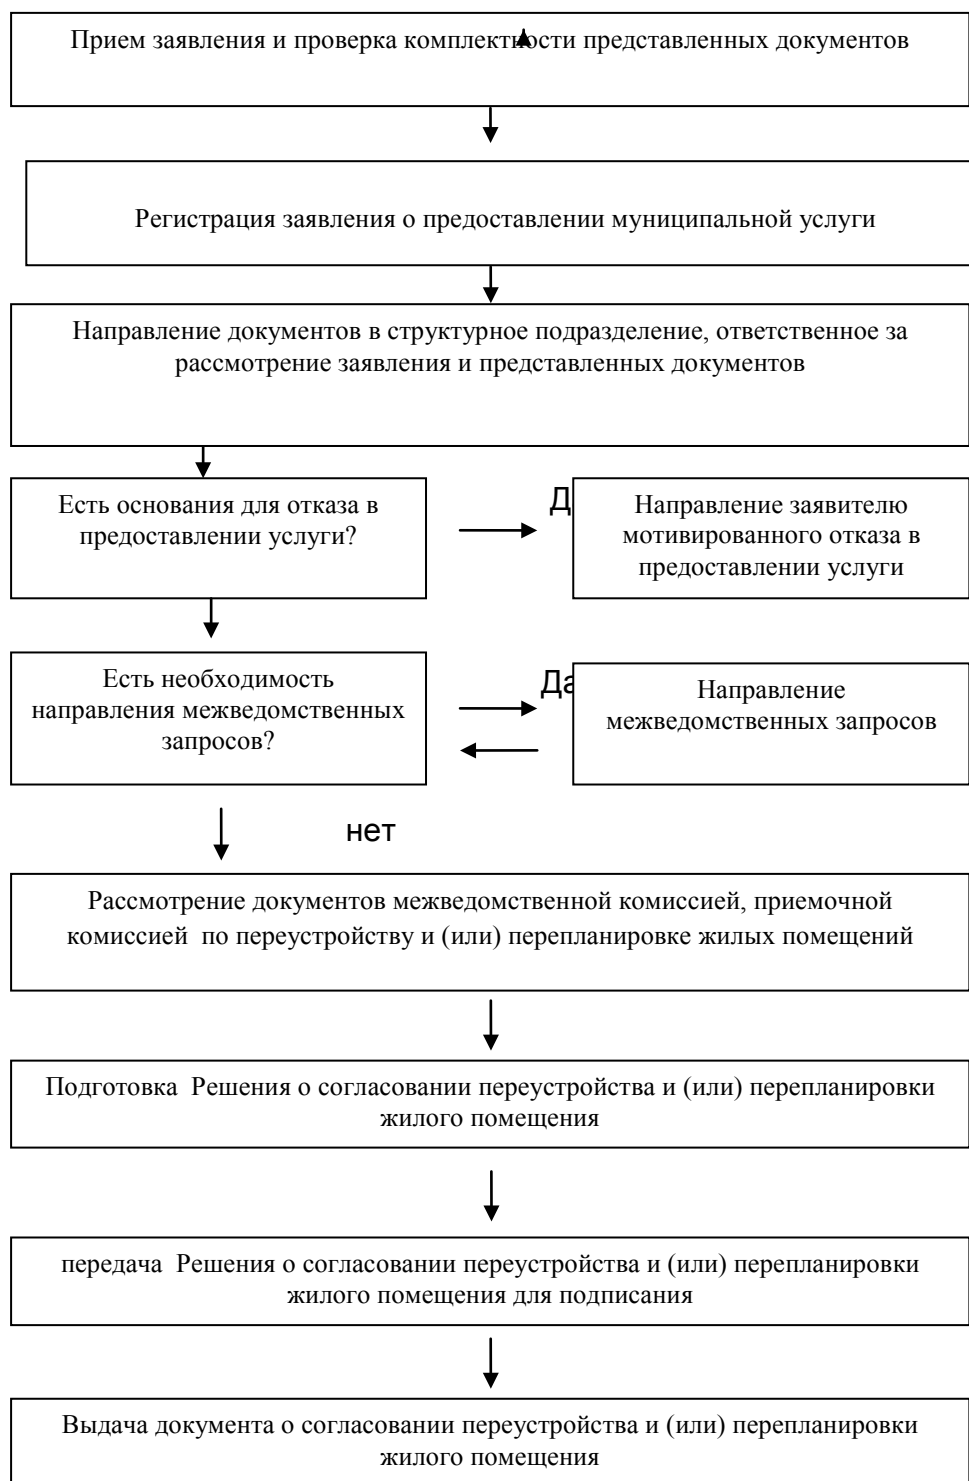 Прием заявления и проверка комплектности представленных документов
Регистрация заявления о предоставлении муниципальной услуги
Направление документов в структурное подразделение, ответственное за
рассмотрение заявления и представленных документов
Есть основания для отказа в
предоставлении услуги?
Д
Направление заявителю
мотивированного отказа в
предоставлении услуги
Есть необходимость
направления межведомственных
запросов?
Да
Направление
межведомственных запросов
нет
Рассмотрение документов межведомственной комиссией, приемочной
комиссией по переустройству и (или) перепланировке жилых помещений
Подготовка Решения о согласовании переустройства и (или) перепланировки
жилого помещения
передача Решения о согласовании переустройства и (или) перепланировки
жилого помещения для подписания
Выдача документа о согласовании переустройства и (или) перепланировки
жилого помещения